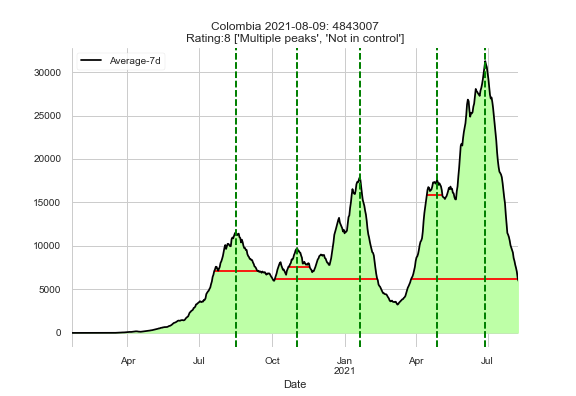 Colombia 2021-08-09: 4843007
Rating:8 ['Multiple peaks', 'Not in control']
Average-7d
30000
25000
20000
15000
10000
5000
0
Apr
Jul
Oct
Jan
2021
Apr
Jul
Date